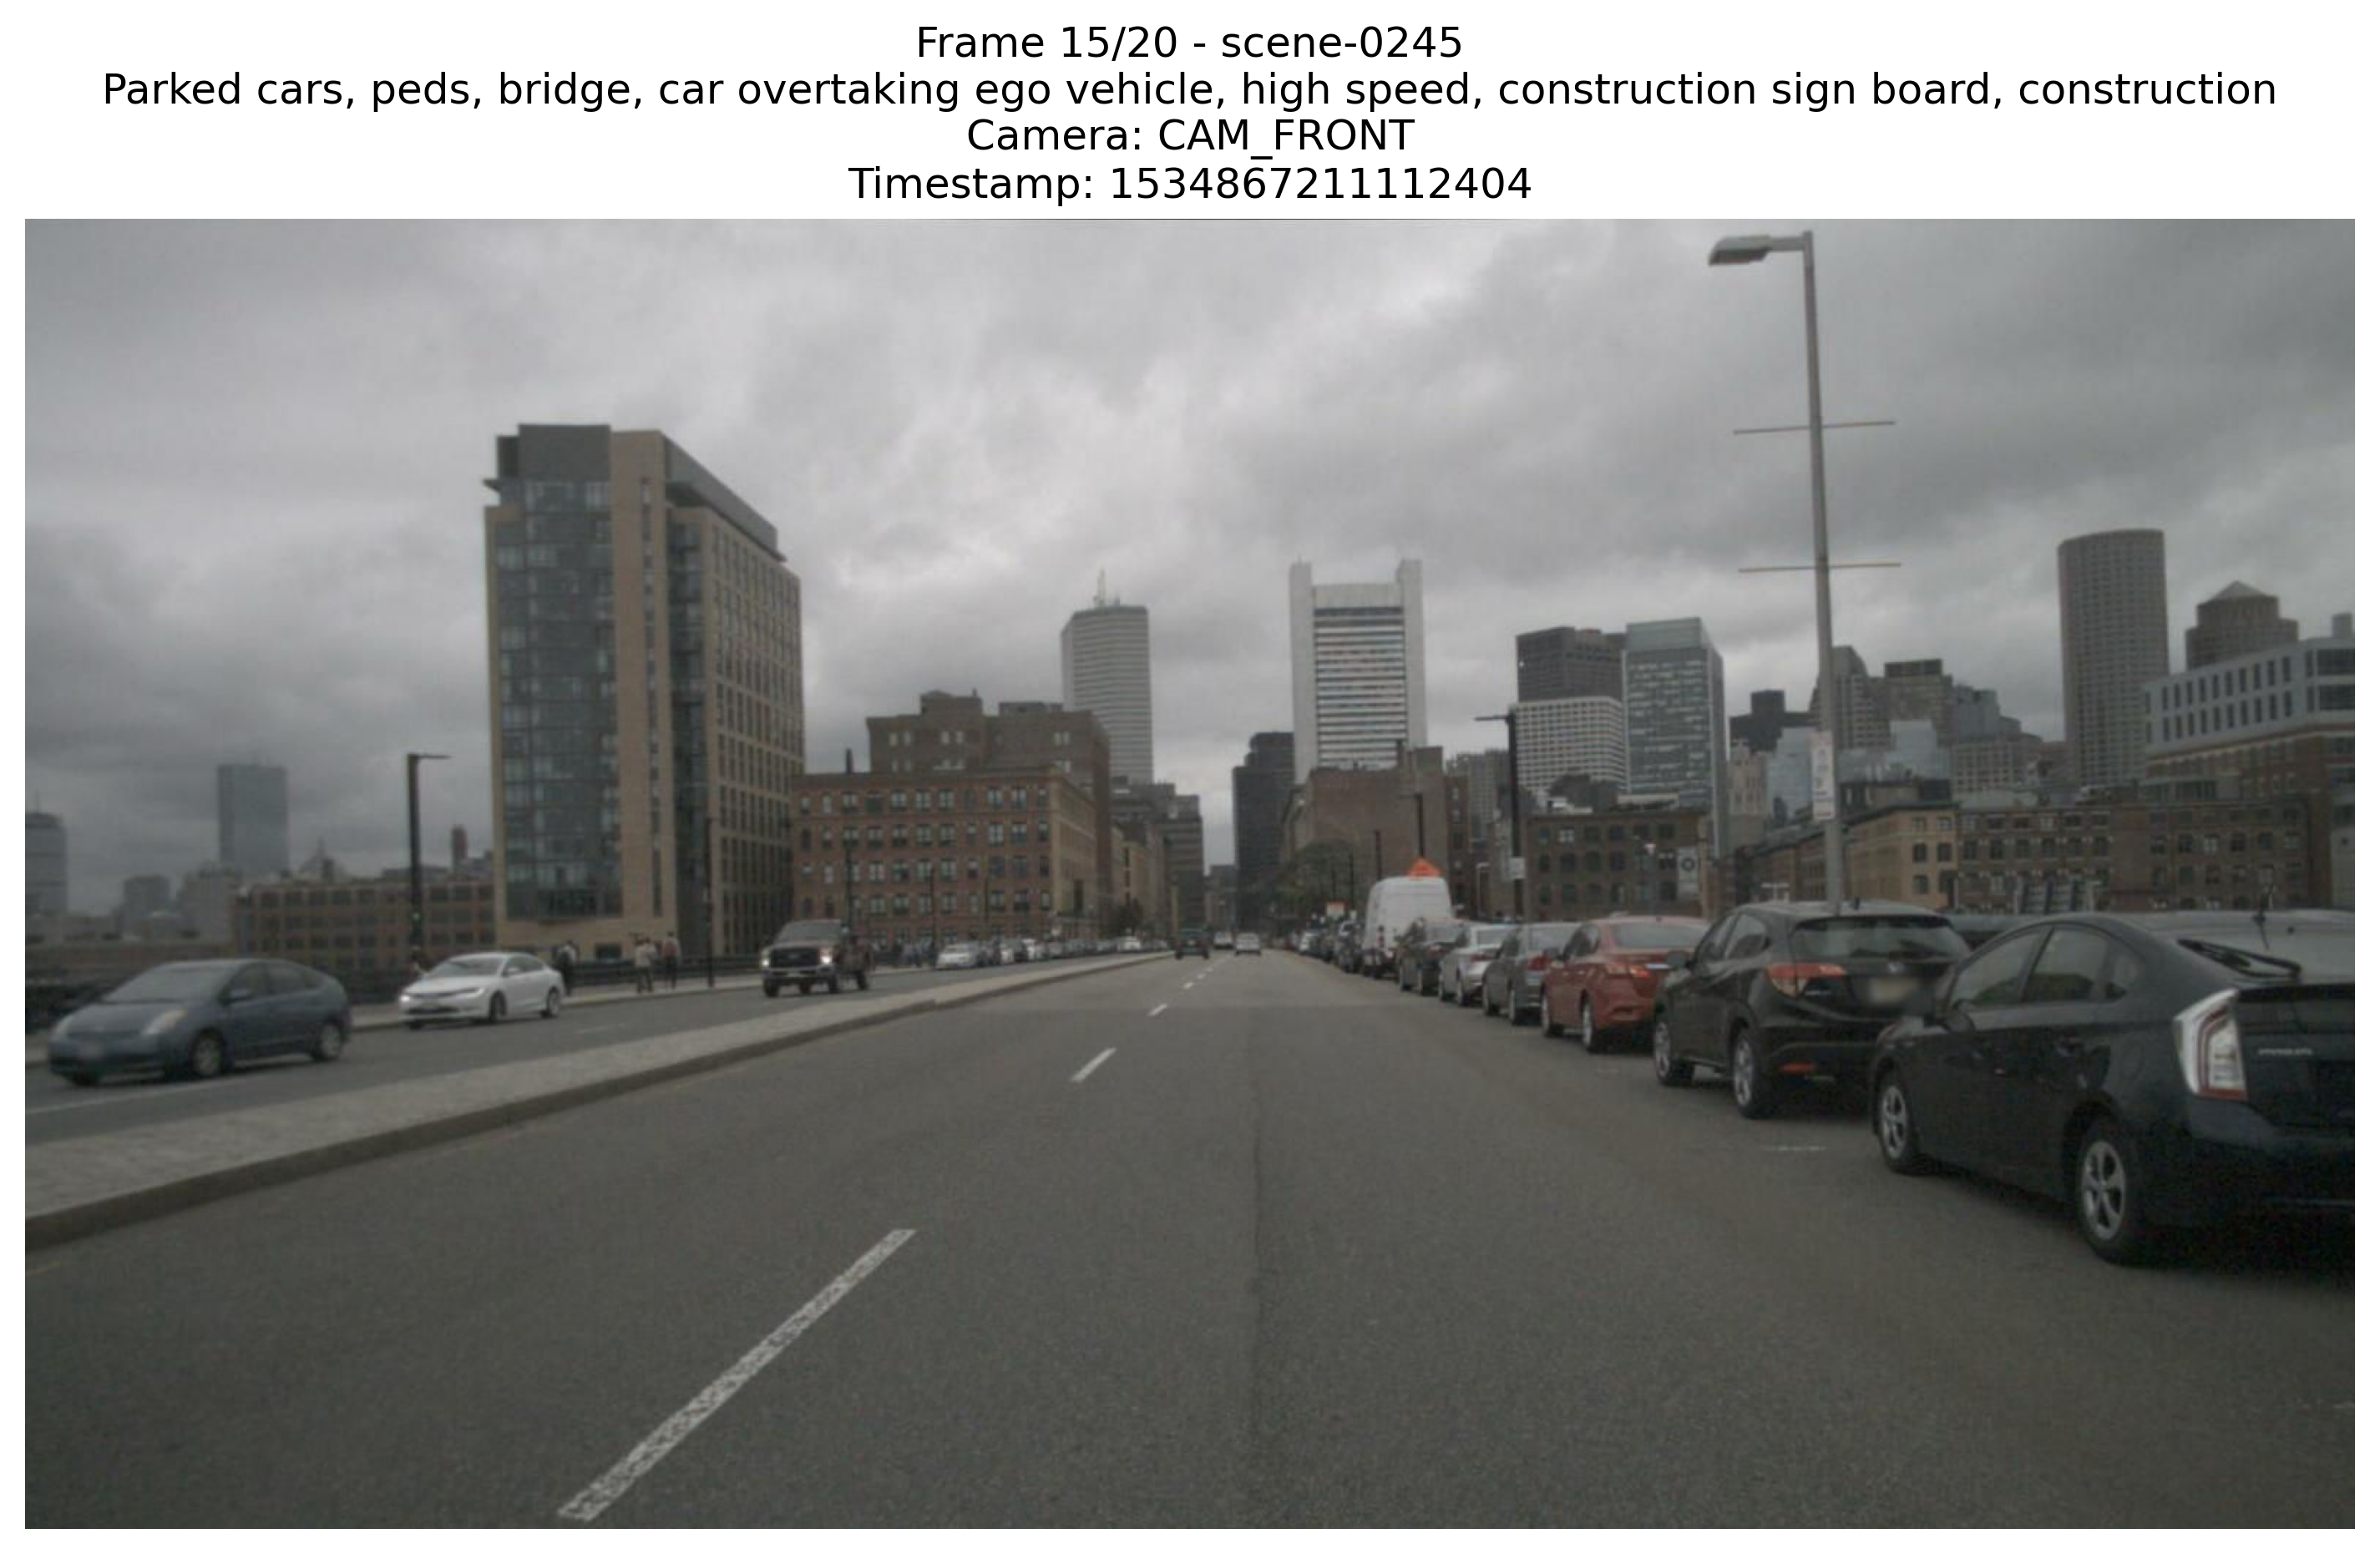 Frame 15/20 - scene-0245
Parked cars, peds, bridge, car overtaking ego vehicle, high speed, construction sign board, construction
Camera: CAM_FRONT
Timestamp: 1534867211112404